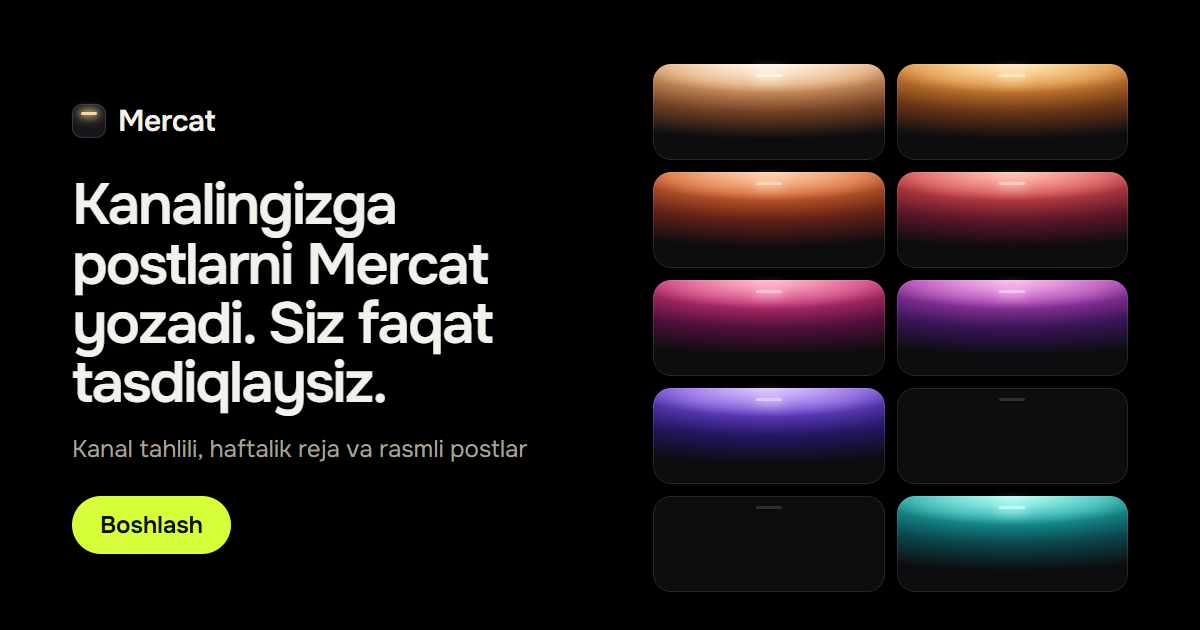 Mercat
Kanalingizga
postlarni Mercat
yozadi. Siz faqat
tasdiqlaysiz.
Kanal tahlili, haftalik reja va rasmli postlar
Boshlash